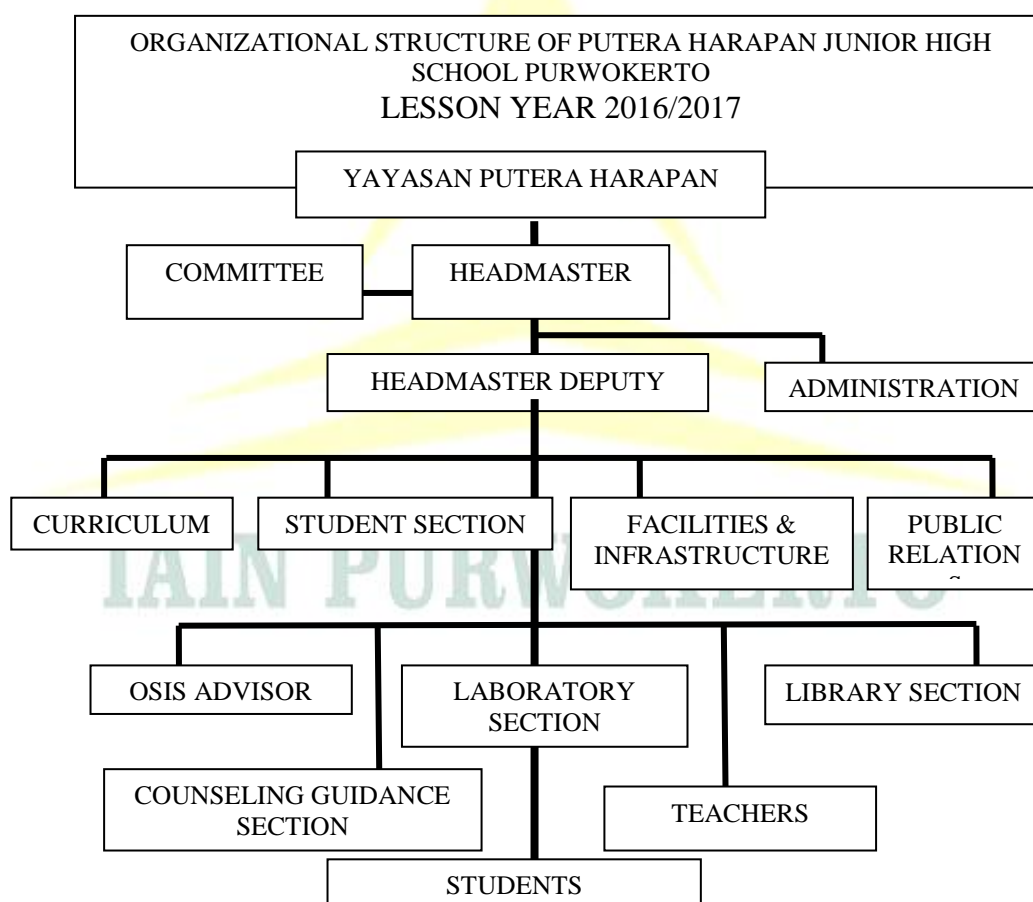 ORGANIZATIONAL STRUCTURE OF PUTERA HARAPAN JUNIOR HIGH
SCHOOL PURWOKERTO
LESSON YEAR 2016/2017
YAYASAN PUTERA HARAPAN
COMMITTEE
HEADMASTER
HEADMASTER DEPUTY
ADMINISTRATION
CURRICULUM
STUDENT SECTION
FACILITIES &
INFRASTRUCTURE
PUBLIC
RELATION
IAIN PURWOKERTO
OSIS ADVISOR
LABORATORY
SECTION
LIBRARY SECTION
COUNSELING GUIDANCE
SECTION
TEACHERS
STUDENTS